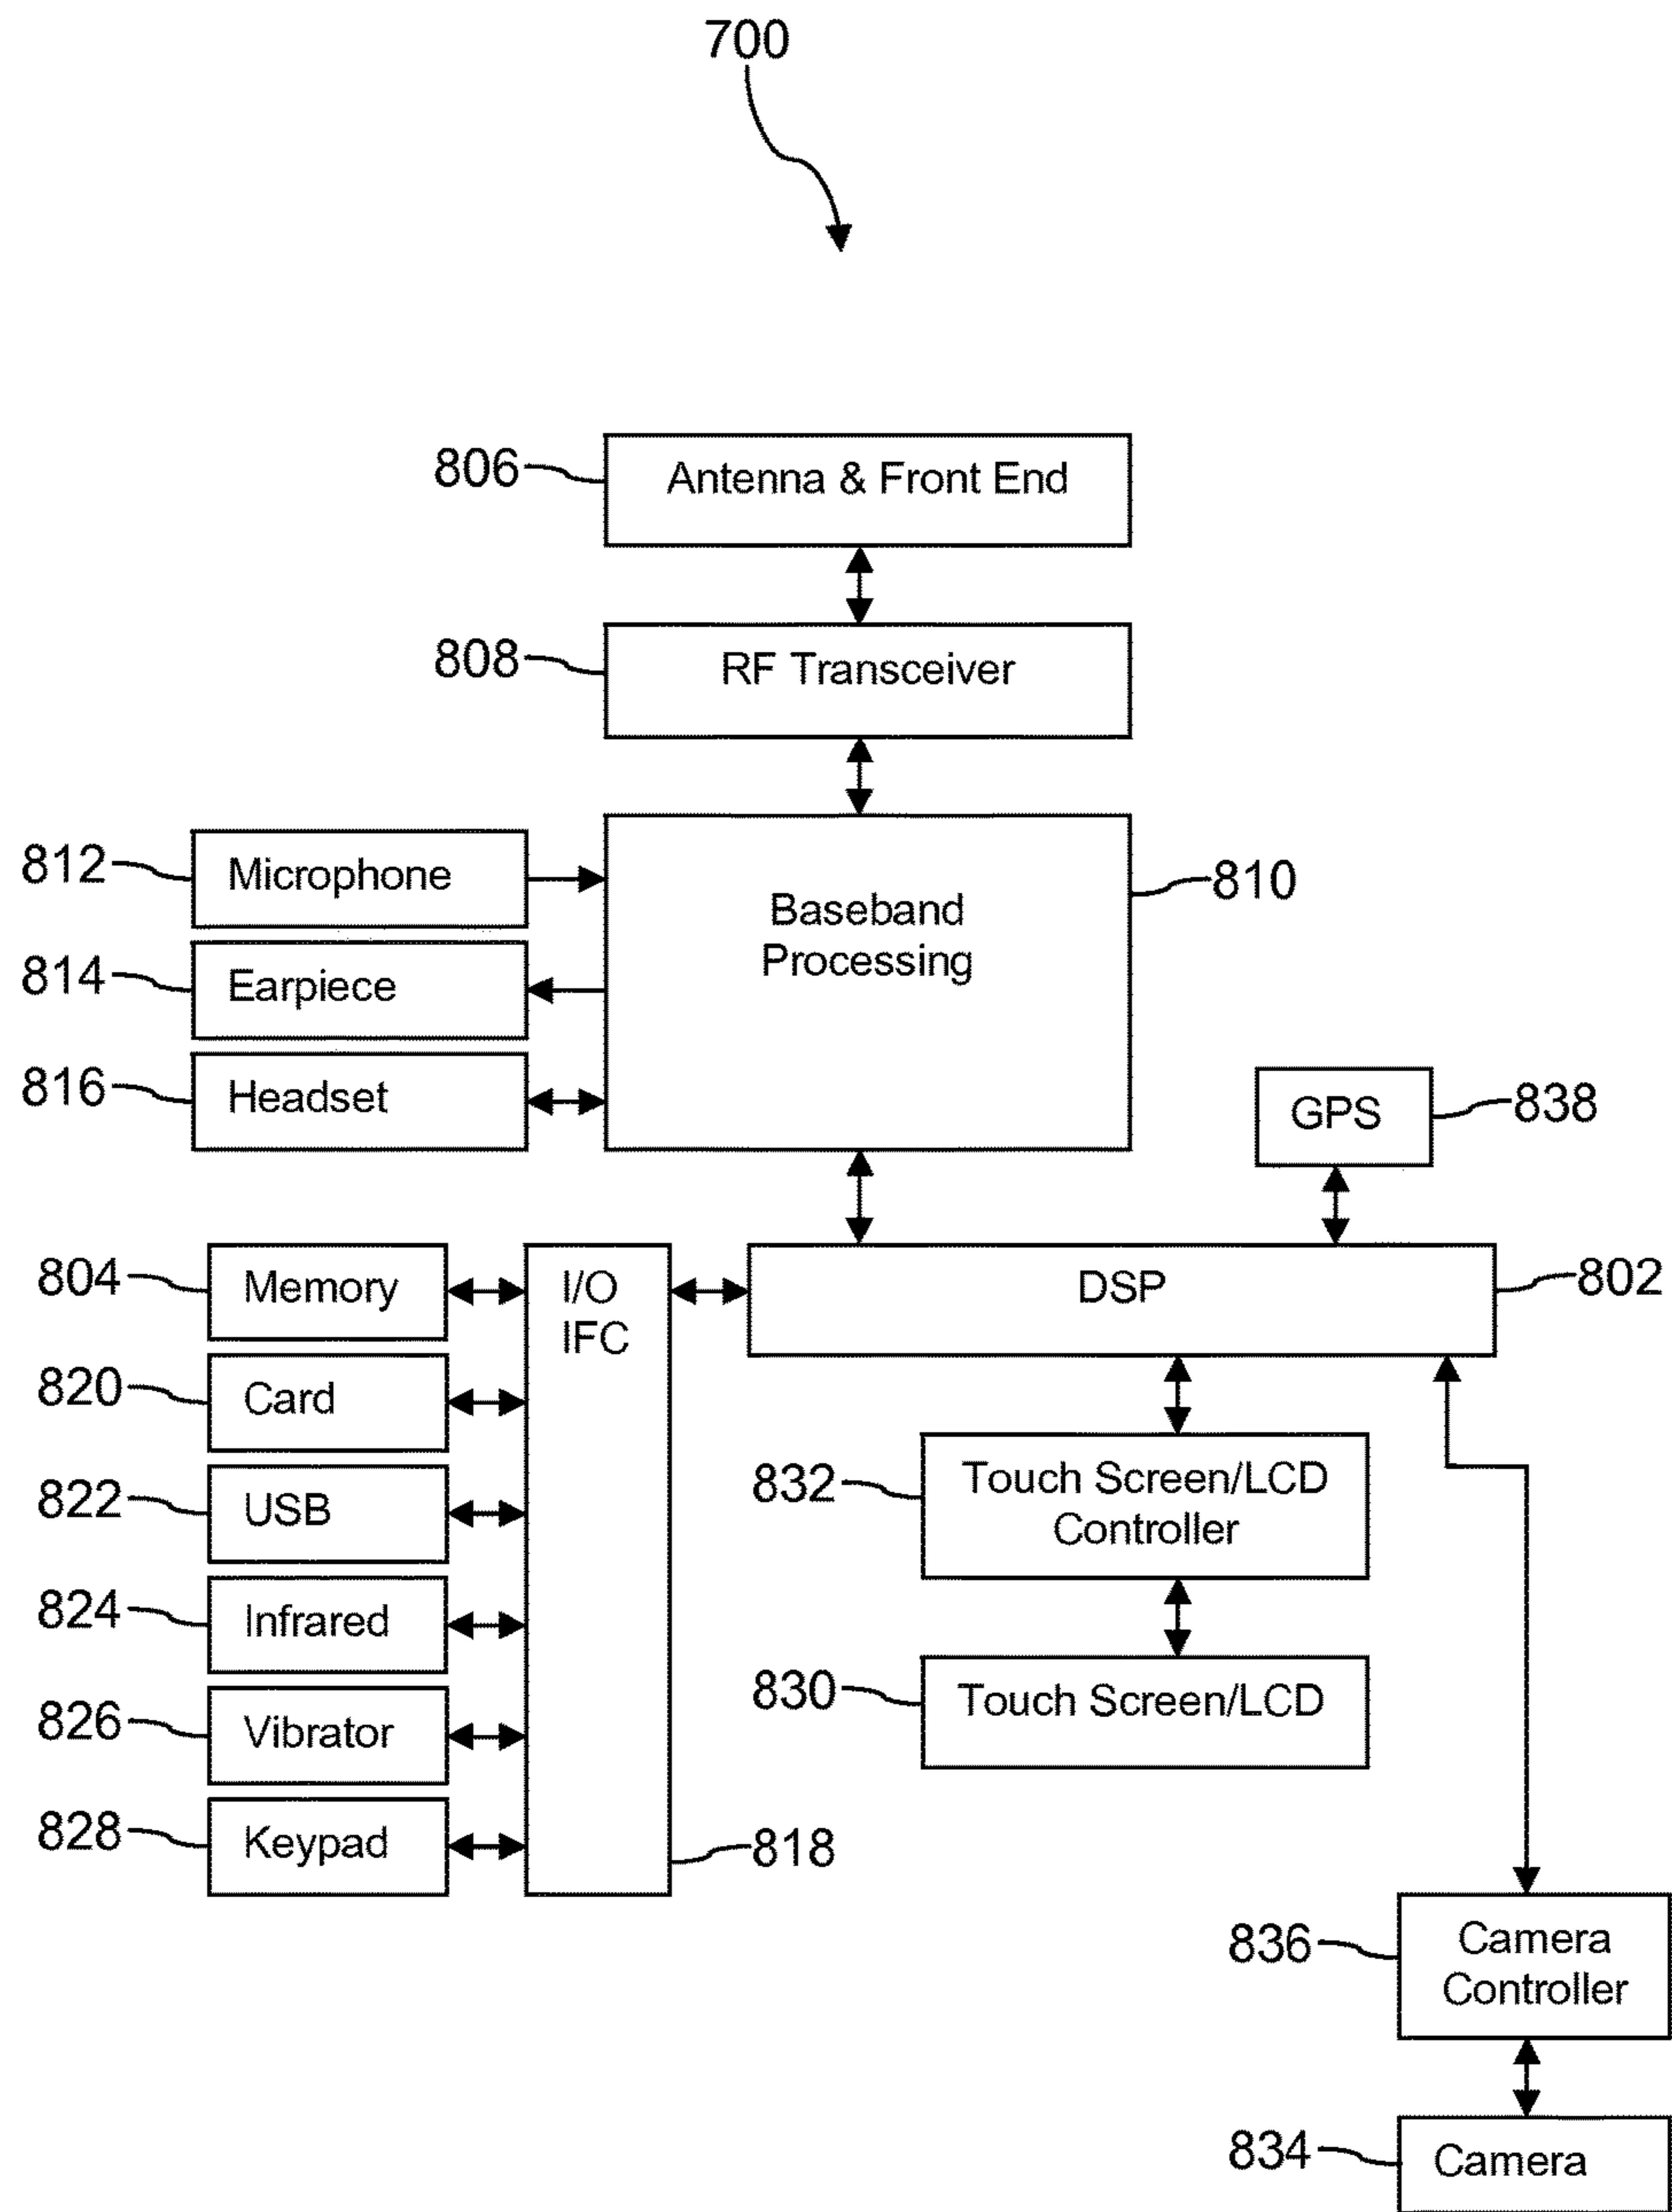 700
806
Antenna & Front End
808
RF Transceiver
812
Microphone
810
Baseband
Processing
814
Earpiece
816
Headset
GPS
838
804
Memory
I/O
IFC
DSP
802
820
Card
822
USB
832
Touch Screen/LCD
Controller
824
Infrared
830
Touch Screen/LCD
826
Vibrator
828
Keypad
818
836
Camera
Controller
834
Camera